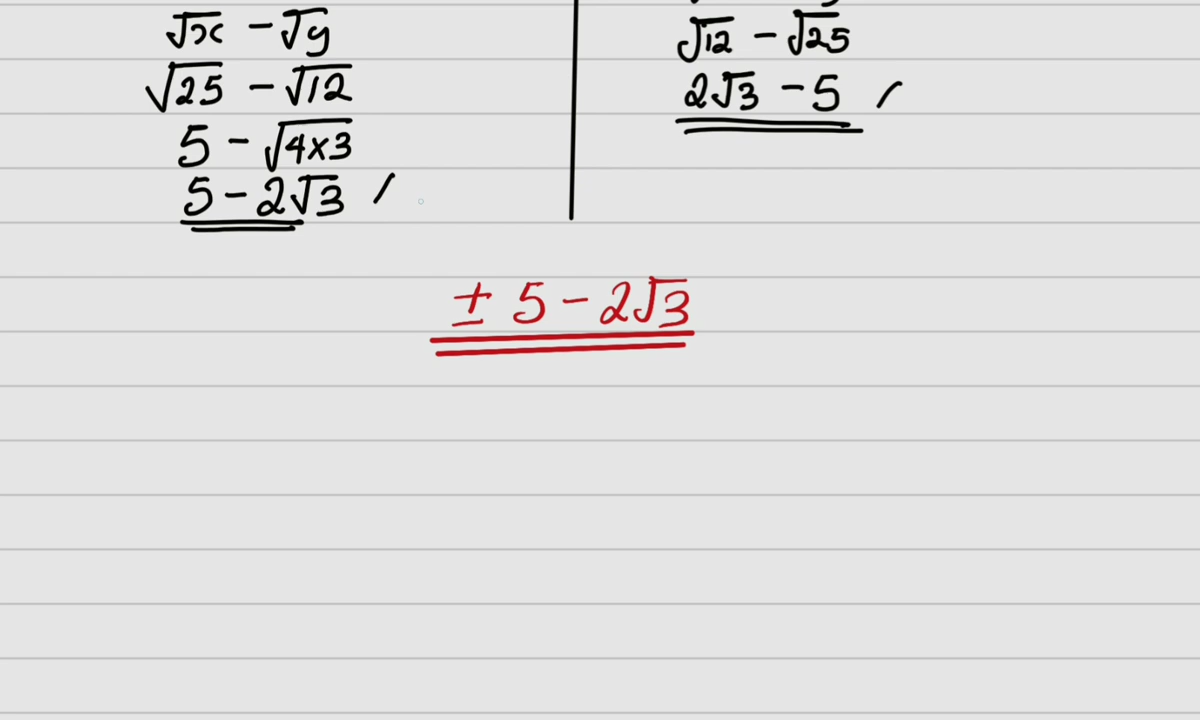 √x - √y
√25 - √12
5 - √4×3
5 - 2√3 /
√12 - √25
2√3 - 5 /
± 5 - 2√3